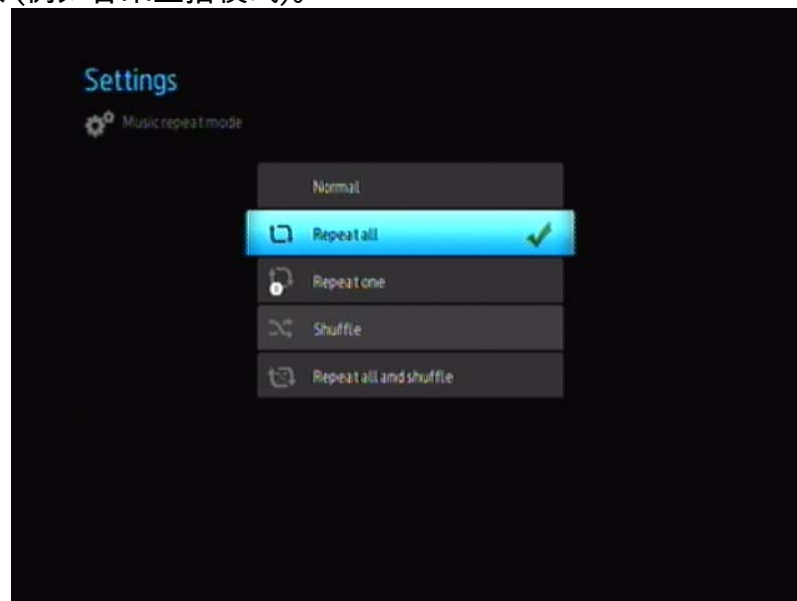 Settings
Music repeat mode
Normal
Repeat all
Repeat one
Shuffle
Repeat all and shuffle